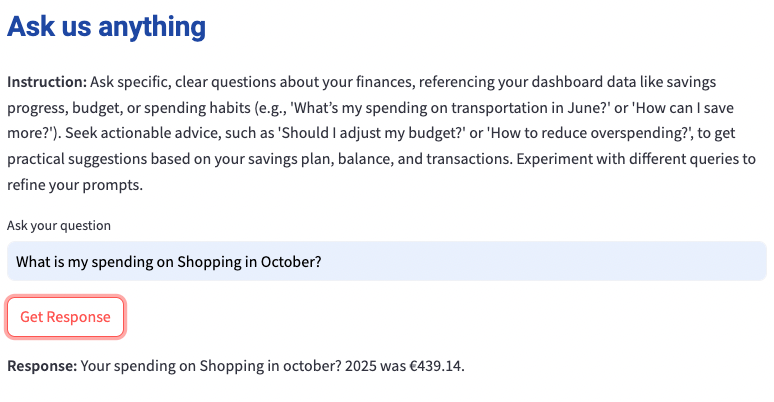 Ask us anything
Instruction: Ask specific, clear questions about your finances, referencing your dashboard data like savings
progress, budget, or spending habits (e.g., 'What's my spending on transportation in June?' or 'How can I save
more?'). Seek actionable advice, such as 'Should I adjust my budget?' or 'How to reduce overspending?', to get
practical suggestions based on your savings plan, balance, and transactions. Experiment with different queries to
refine your prompts.
Ask your question
What is my spending on Shopping in October?
Get Response
Response: Your spending on Shopping in october? 2025 was €439.14.